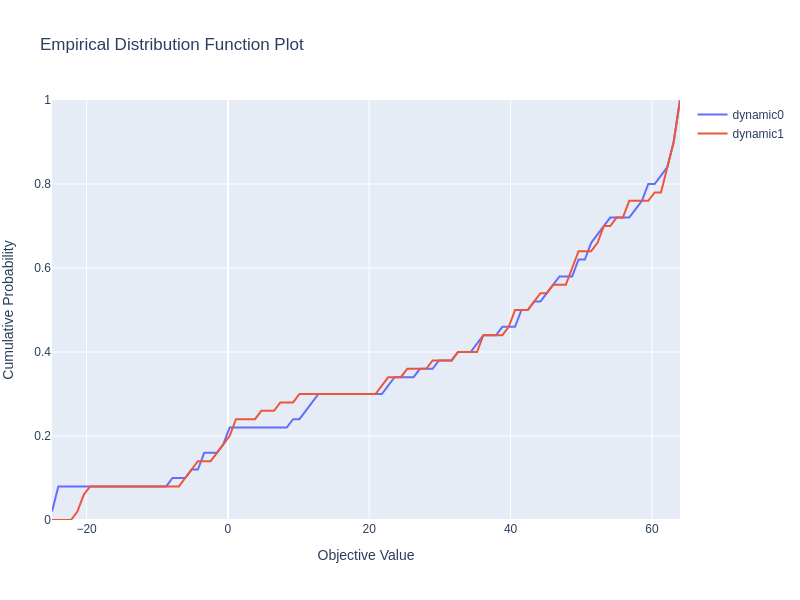 Empirical Distribution Function Plot
dynamic0
dynamic1
Cumulative Probability
1
0.8
0.6
0.4
0.2
0
−20
0
20
40
60
Objective Value